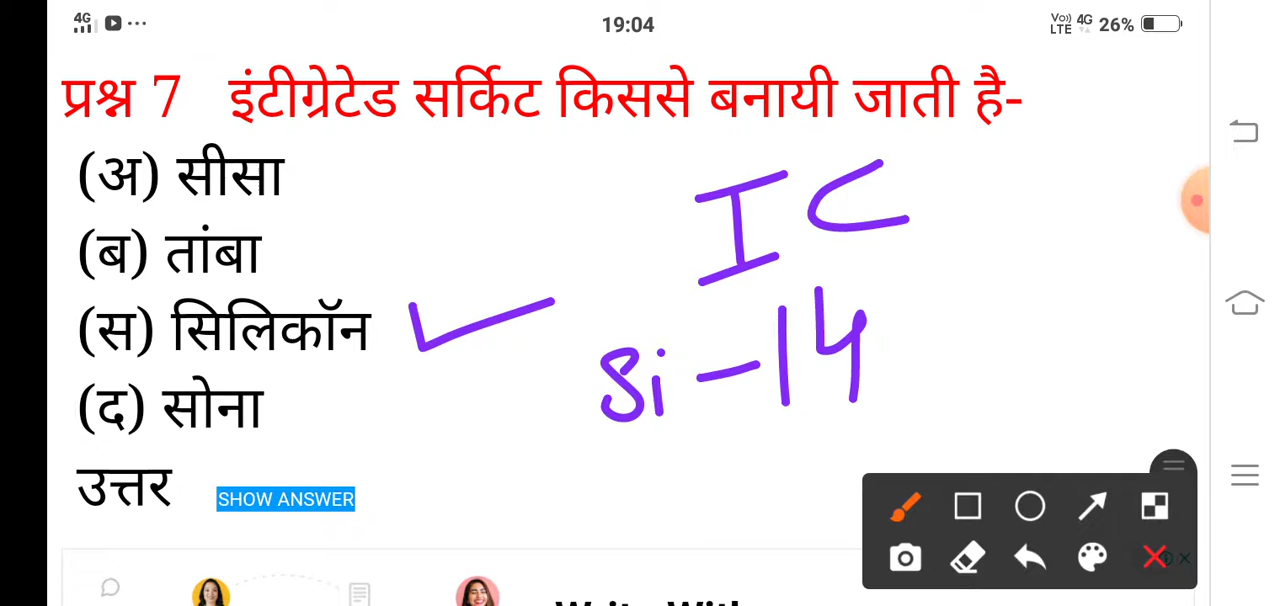 4G 19:04 Vo) LTE 4G 26%
प्रश्न 7 इंटीग्रेटेड सर्किट किससे बनायी जाती है-
(अ) सीसा
(ब) तांबा
(स) सिलिकॉन
(द) सोना
IC
Si-14
उत्तर SHOW ANSWER